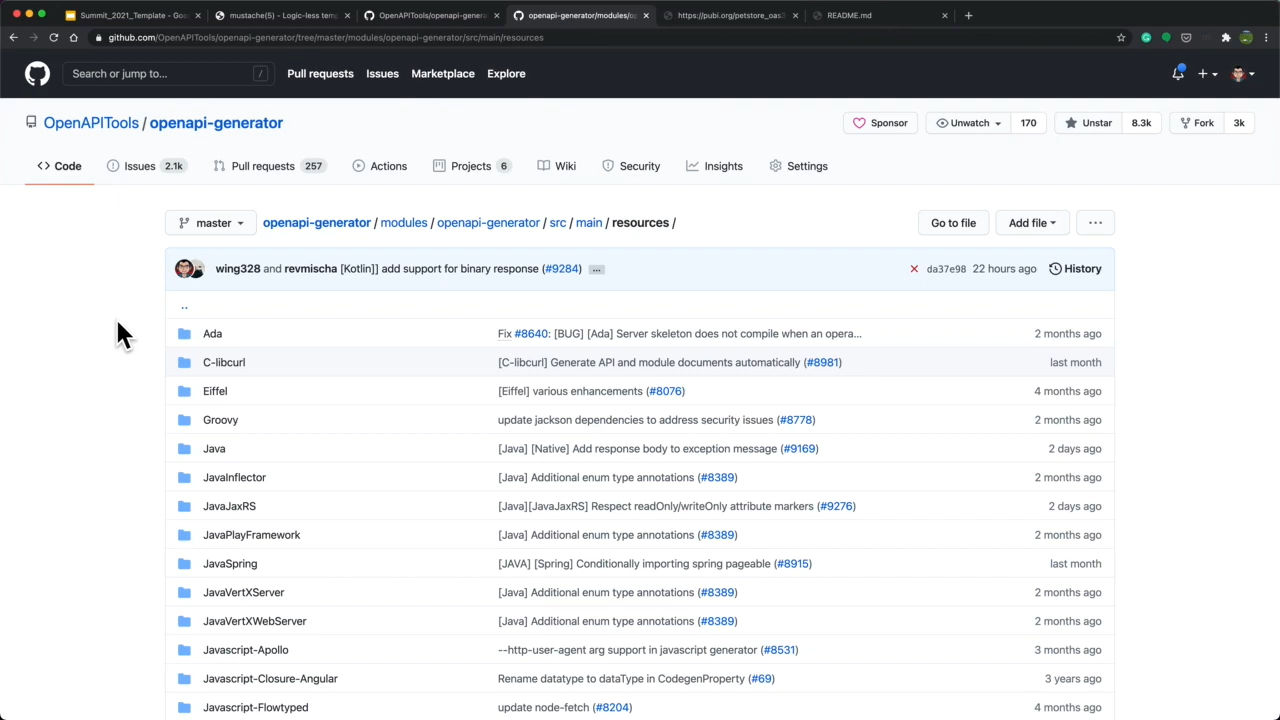 Summit_2021_Template - Goo
mustache(5) - Logic-less temp
OpenAPITools/openapi-genera
openapi-generator/modules/op
https://pubi.org/petstore_oas3
README.md
github.com/OpenAPITools/openapi-generator/tree/master/modules/openapi-generator/src/main/resources
Search or jump to... /
Pull requests Issues Marketplace Explore
OpenAPITools / openapi-generator
Sponsor Unwatch 170 Unstar 8.3k Fork 3k
<> Code Issues 2.1k Pull requests 257 Actions Projects 6 Wiki Security Insights Settings
master openapi-generator / modules / openapi-generator / src / main / resources / Go to file Add file ...
wing328 and revmischa [Kotlin]] add support for binary response (#9284) ... da37e98 22 hours ago History
..
Ada Fix #8640: [BUG] [Ada] Server skeleton does not compile when an opera... 2 months ago
C-libcurl [C-libcurl] Generate API and module documents automatically (#8981) last month
Eiffel [Eiffel] various enhancements (#8076) 4 months ago
Groovy update jackson dependencies to address security issues (#8778) 2 months ago
Java [Java] [Native] Add response body to exception message (#9169) 2 days ago
JavaInflector [Java] Additional enum type annotations (#8389) 2 months ago
JavaJaxRS [Java][JavaJaxRS] Respect readOnly/writeOnly attribute markers (#9276) 2 days ago
JavaPlayFramework [Java] Additional enum type annotations (#8389) 2 months ago
JavaSpring [JAVA] [Spring] Conditionally importing spring pageable (#8915) last month
JavaVertXServer [Java] Additional enum type annotations (#8389) 2 months ago
JavaVertXWebServer [Java] Additional enum type annotations (#8389) 2 months ago
Javascript-Apollo --http-user-agent arg support in javascript generator (#8531) 3 months ago
Javascript-Closure-Angular Rename datatype to dataType in CodegenProperty (#69) 3 years ago
Javascript-Flowtyped update node-fetch (#8204) 4 months ago